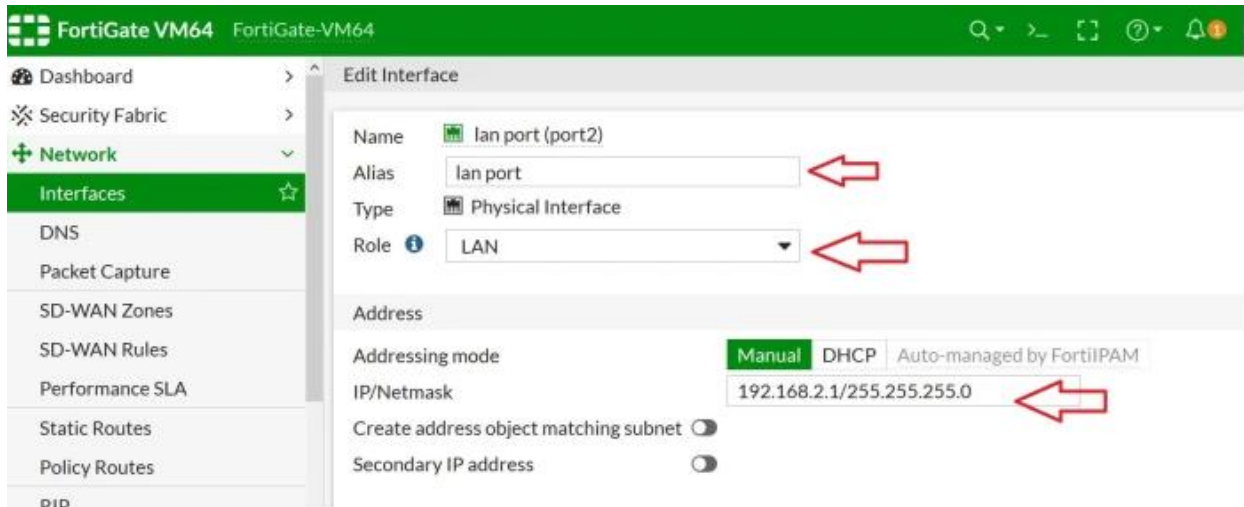 FortiGate VM64 FortiGate-VM64
1
Dashboard
Security Fabric
Network
Interfaces
DNS
Packet Capture
SD-WAN Zones
SD-WAN Rules
Performance SLA
Static Routes
Policy Routes
RIP
Edit Interface
Name lan port (port2)
Alias lan port
Type Physical Interface
Role LAN
Address
Addressing mode Manual DHCP Auto-managed by FortiIPAM
IP/Netmask 192.168.2.1/255.255.255.0
Create address object matching subnet
Secondary IP address